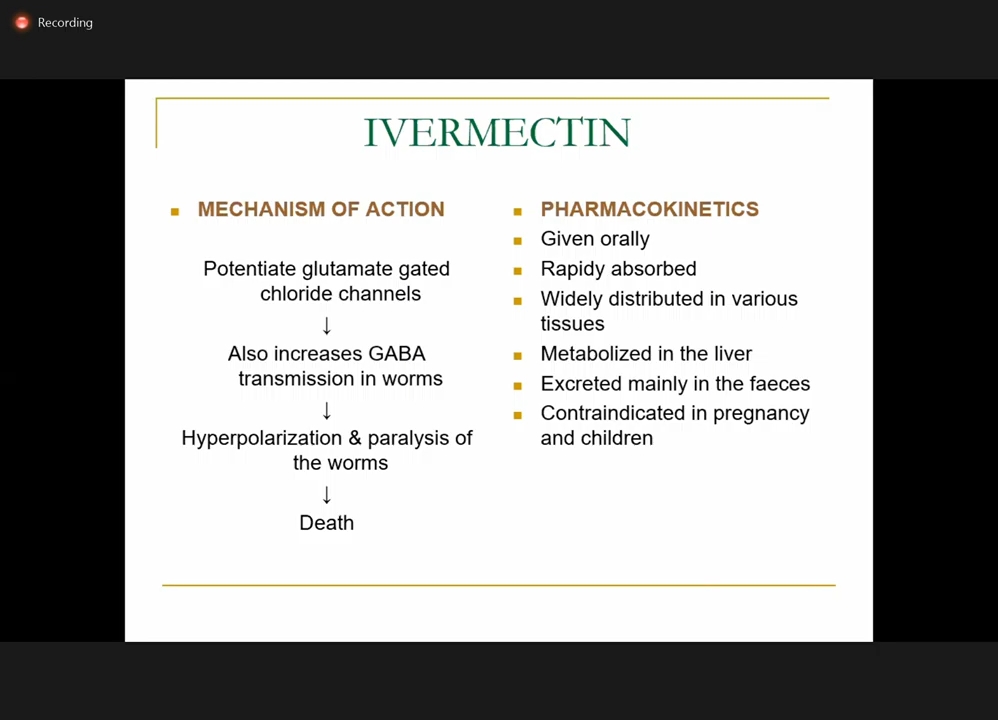 Recording
IVERMECTIN
MECHANISM OF ACTION
Potentiate glutamate gated
chloride channels
↓
Also increases GABA
transmission in worms
↓
Hyperpolarization & paralysis of
the worms
↓
Death
PHARMACOKINETICS
Given orally
Rapidy absorbed
Widely distributed in various
tissues
Metabolized in the liver
Excreted mainly in the faeces
Contraindicated in pregnancy
and children